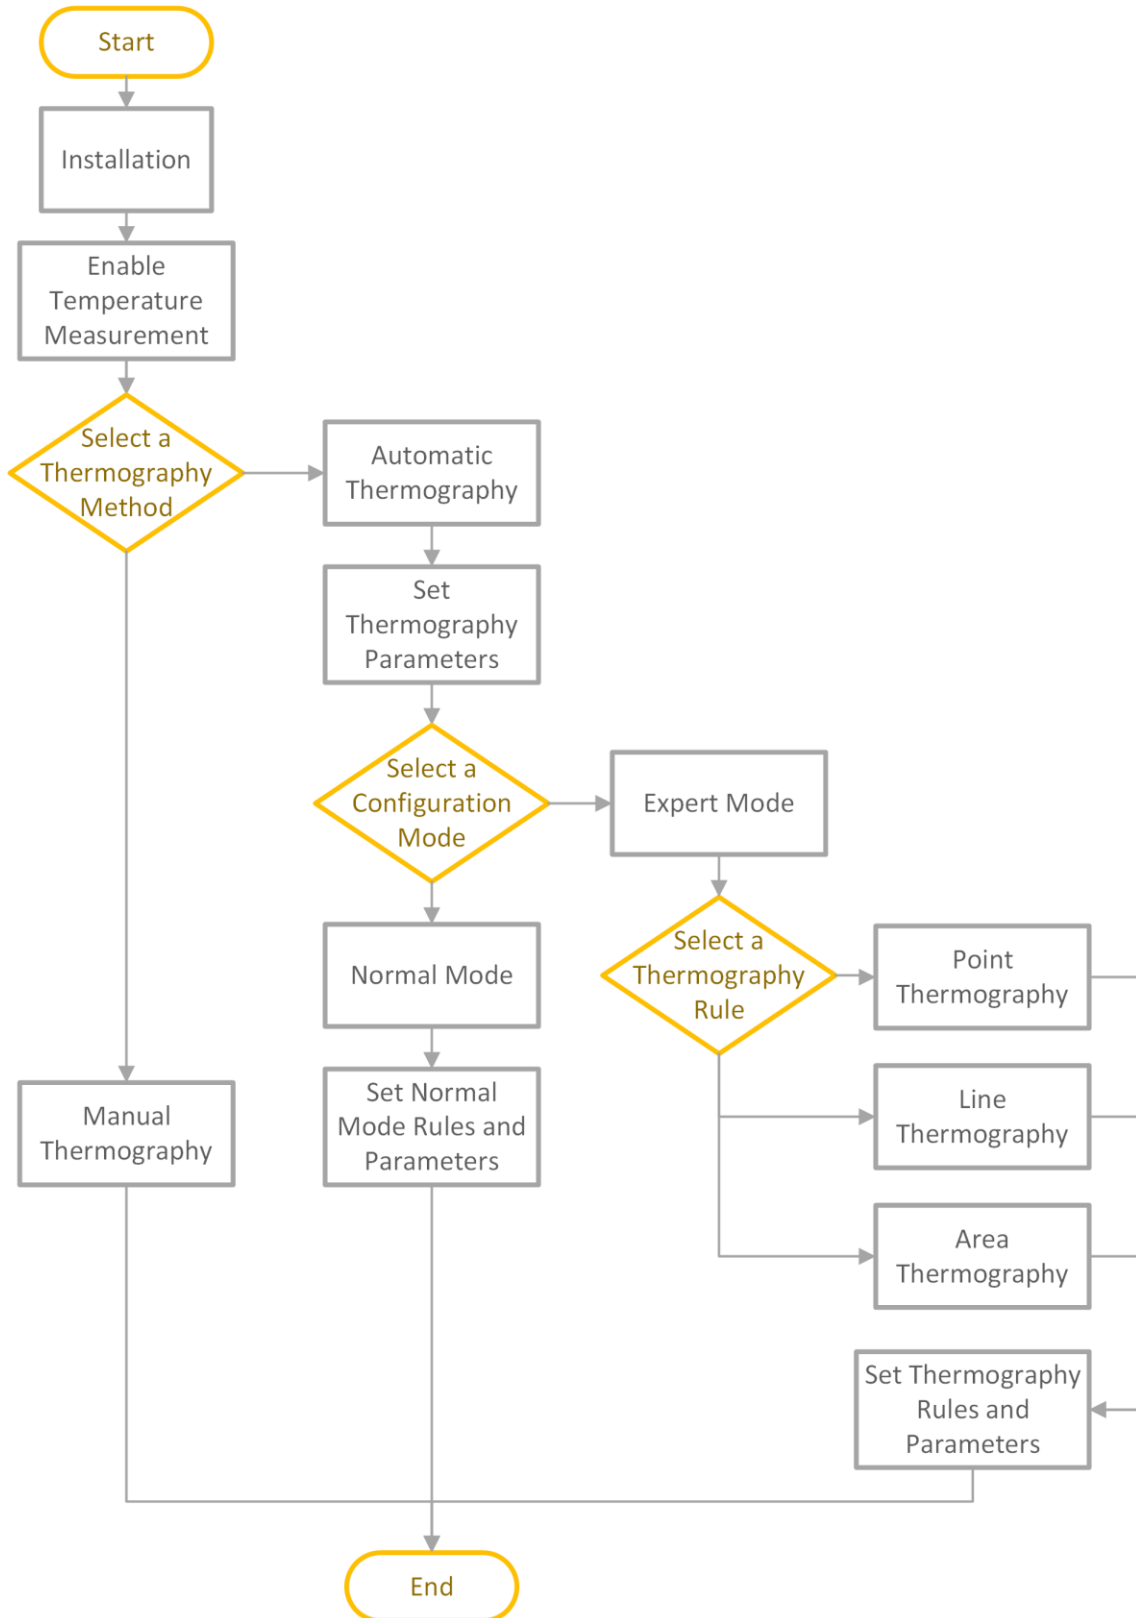 Start
Installation
Enable
Temperature
Measurement
Select a
Thermography
Method
Automatic
Thermography
Set
Thermography
Parameters
Select a
Configuration
Mode
Expert Mode
Normal Mode
Select a
Thermography
Rule
Point
Thermography
Manual
Thermography
Set Normal
Mode Rules and
Parameters
Line
Thermography
Area
Thermography
Set Thermography
Rules and
Parameters
End